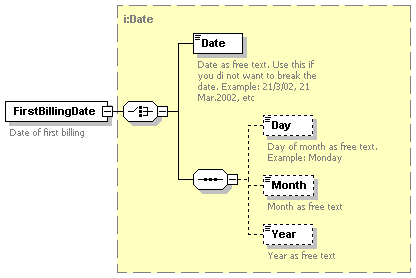 i:Date
Date
Date as free text. Use this if
you di not want to break the
date. Example: 21/3/02, 21
Mar.2002, etc
FirstBillingDate
Date of first billing
Day
Day of month as free text.
Example: Monday
Month
Month as free text
Year
Year as free text